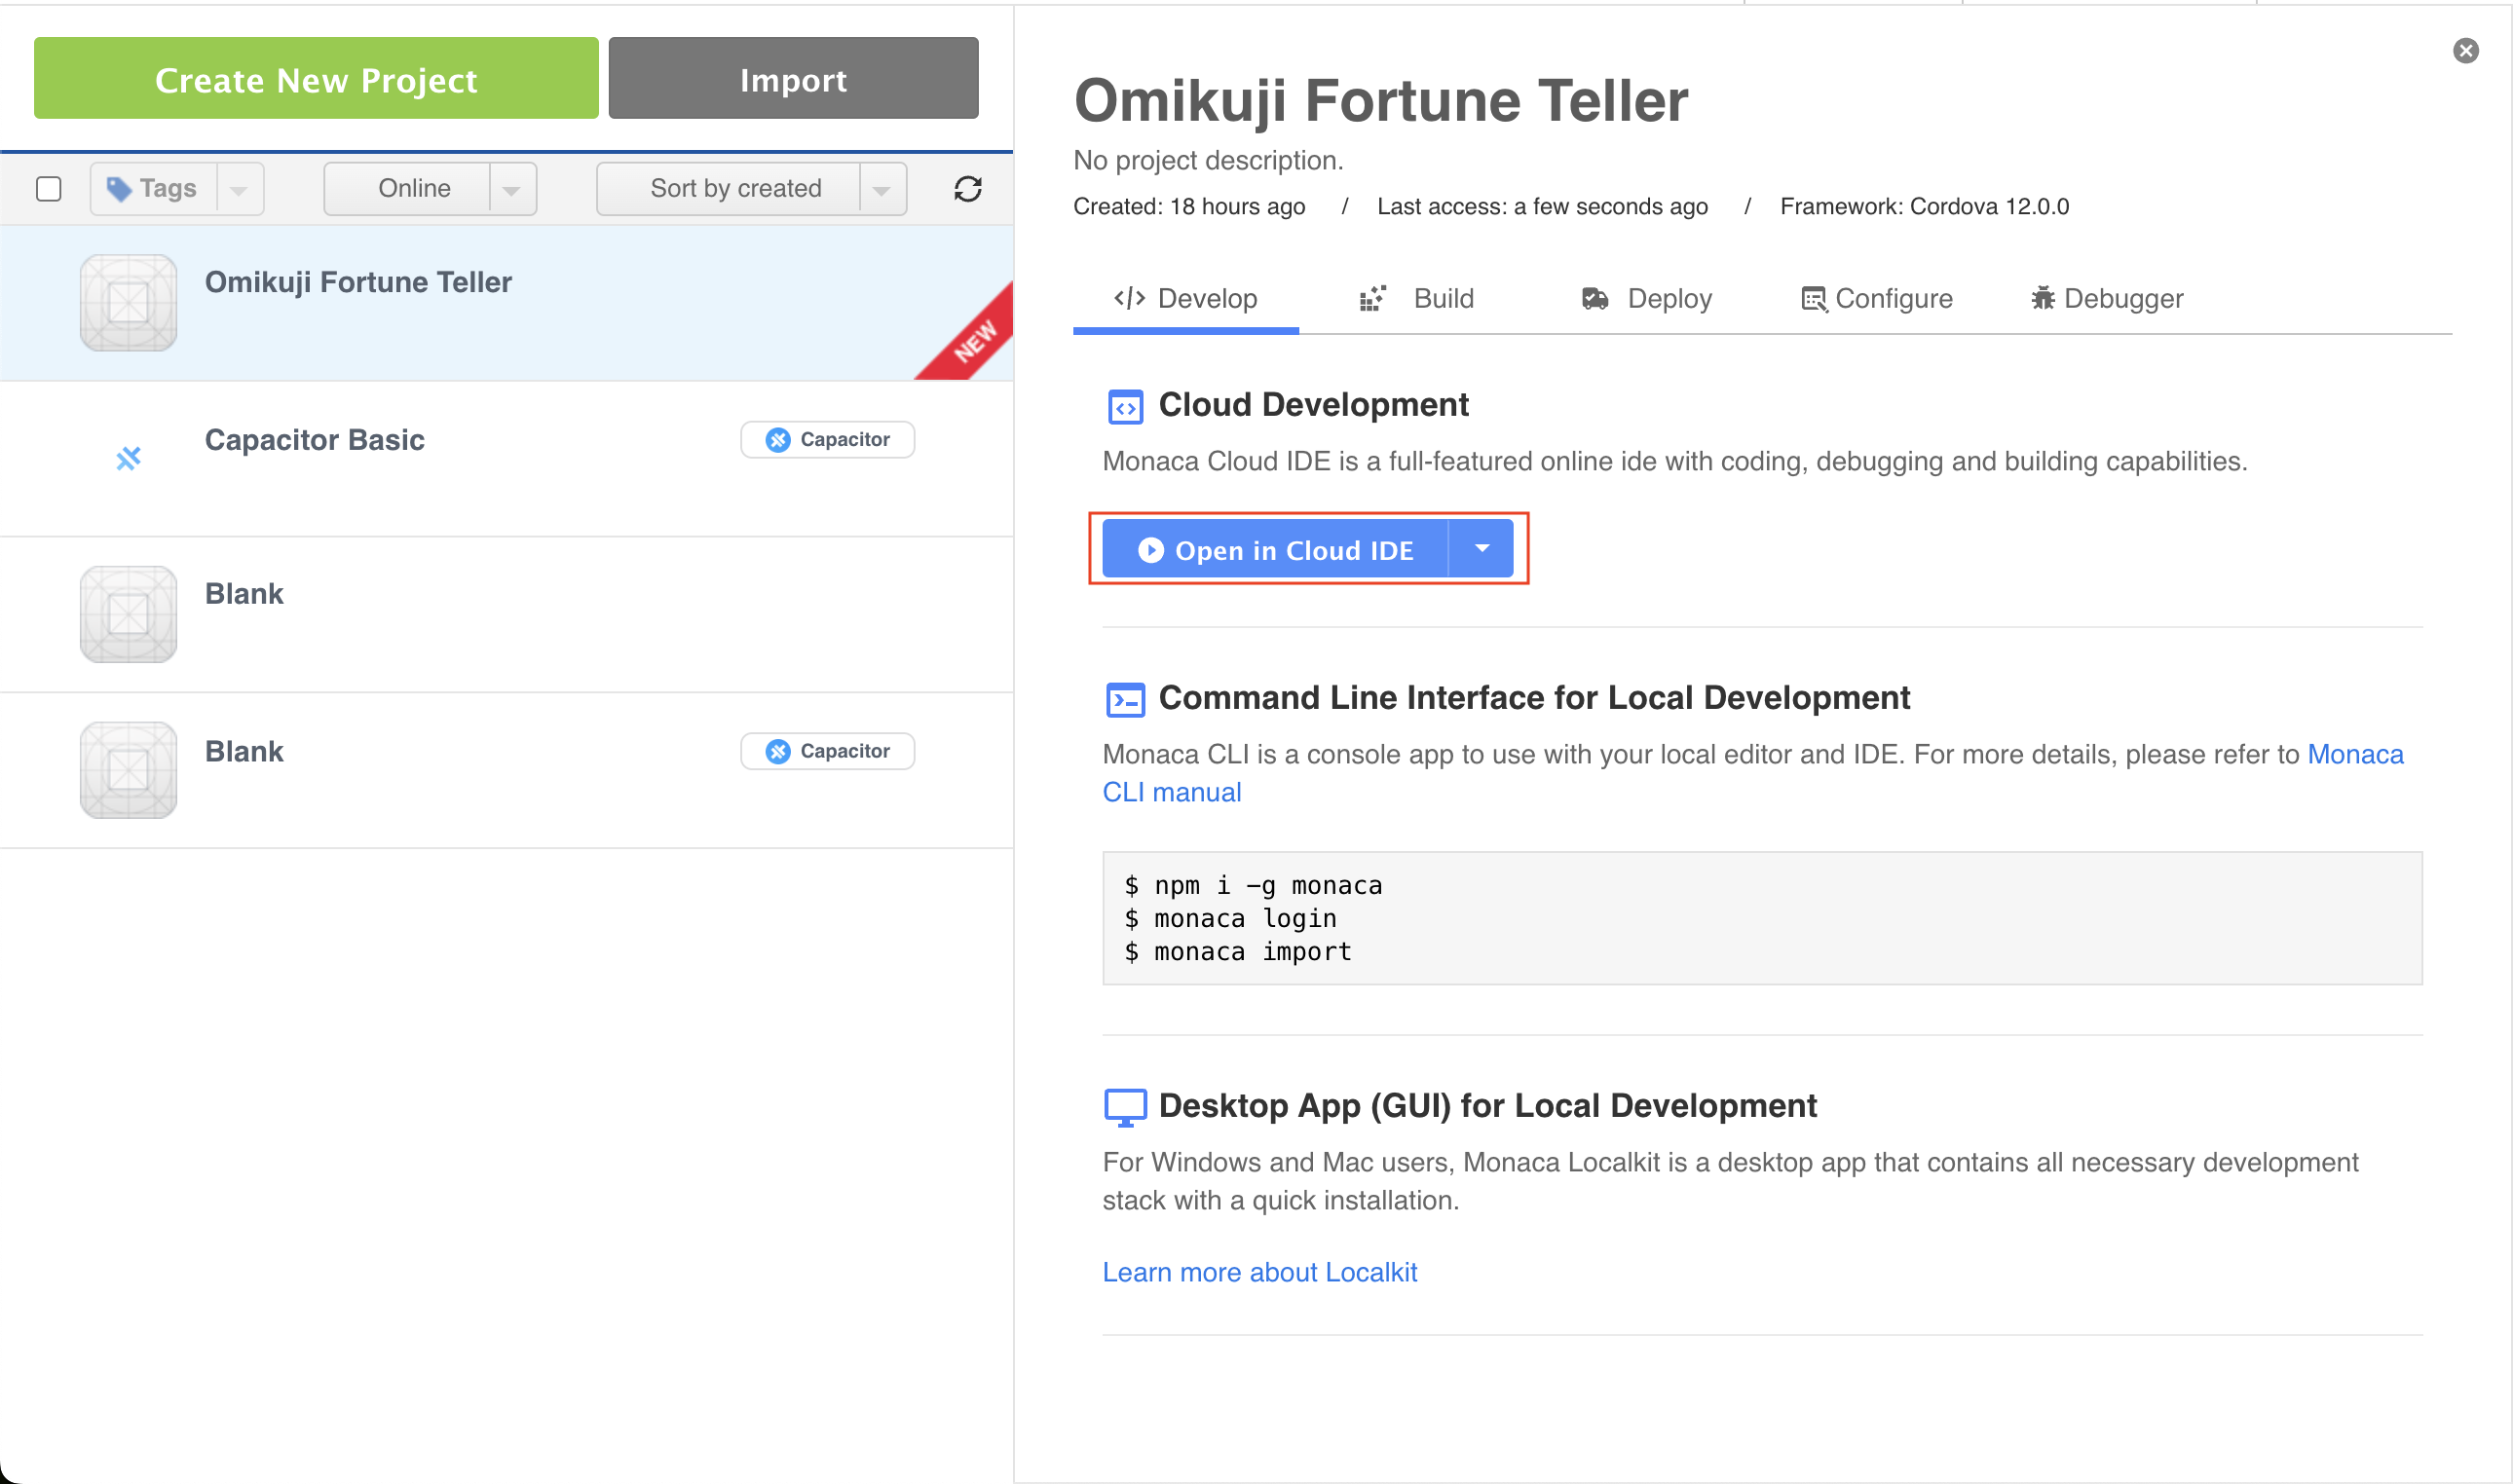 Create New Project
Import
Tags
Online
Sort by created
Omikuji Fortune Teller
NEW
Capacitor Basic
Capacitor
Blank
Blank
Capacitor
Omikuji Fortune Teller
No project description.
Created: 18 hours ago / Last access: a few seconds ago / Framework: Cordova 12.0.0
Develop
Build
Deploy
Configure
Debugger
Cloud Development
Monaca Cloud IDE is a full-featured online ide with coding, debugging and building capabilities.
Open in Cloud IDE
Command Line Interface for Local Development
Monaca CLI is a console app to use with your local editor and IDE. For more details, please refer to Monaca
CLI manual
$ npm i -g monaca
$ monaca login
$ monaca import
Desktop App (GUI) for Local Development
For Windows and Mac users, Monaca Localkit is a desktop app that contains all necessary development
stack with a quick installation.
Learn more about Localkit